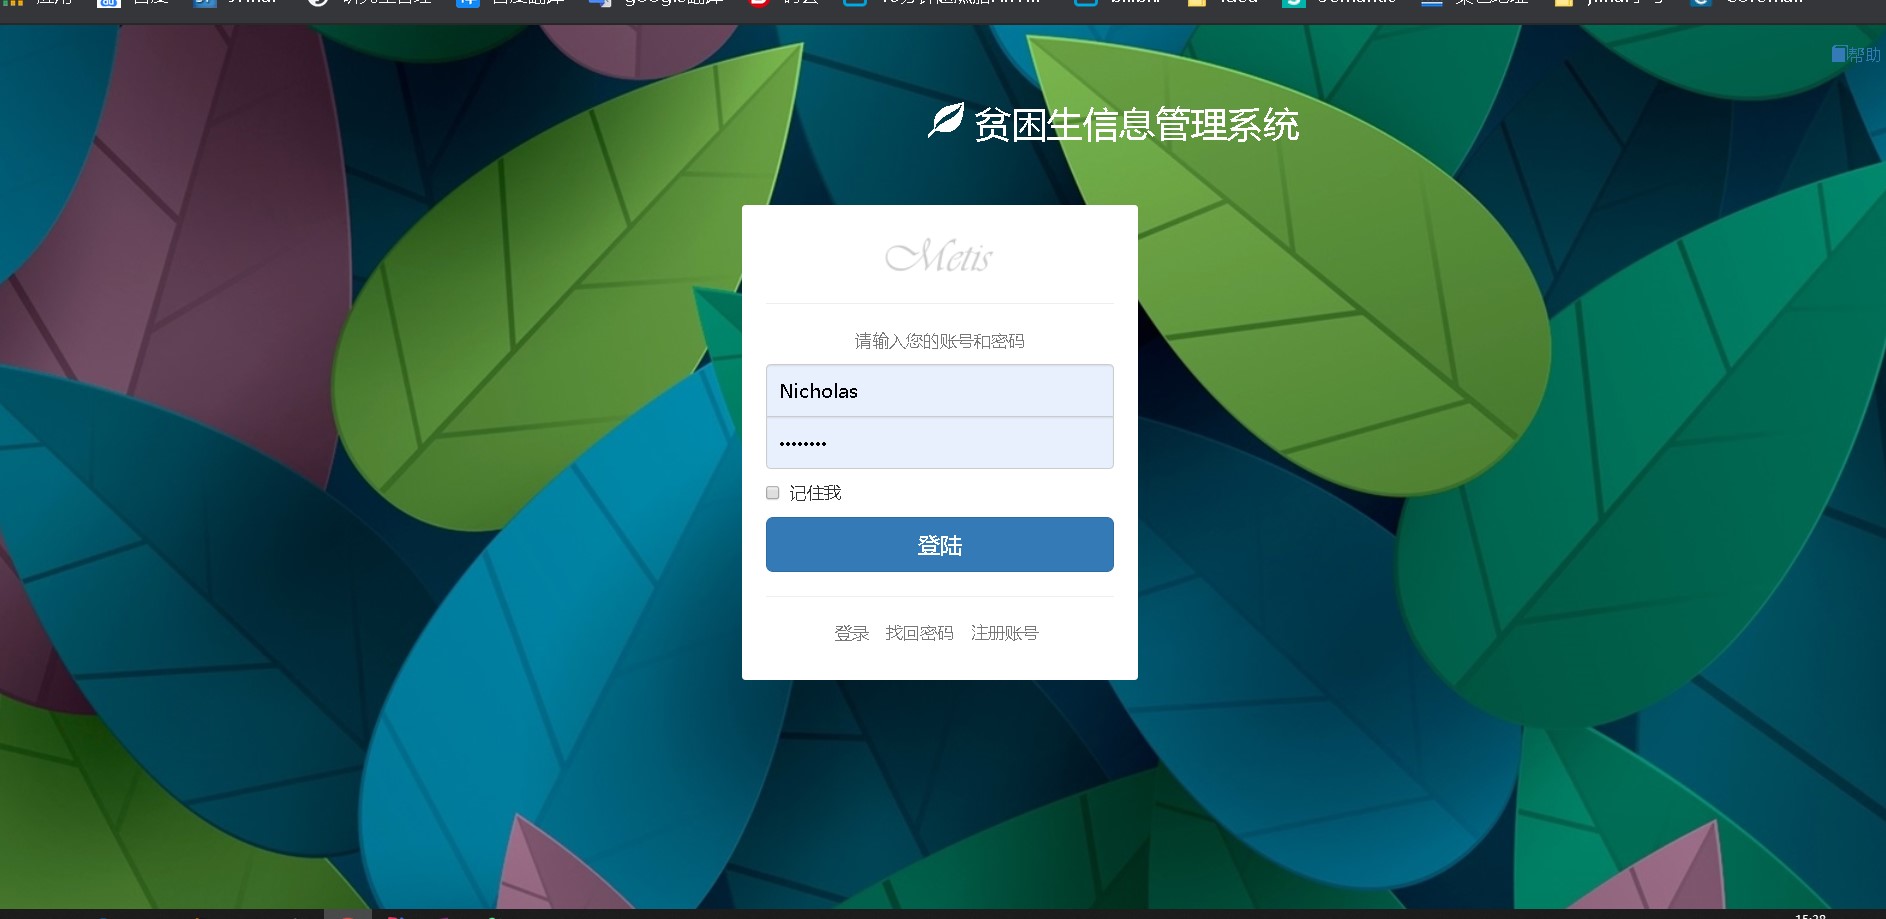 帮助
贫困生信息管理系统
Metis
请输入您的账号和密码
Nicholas
••••••••
记住我
登陆
登录 找回密码 注册账号